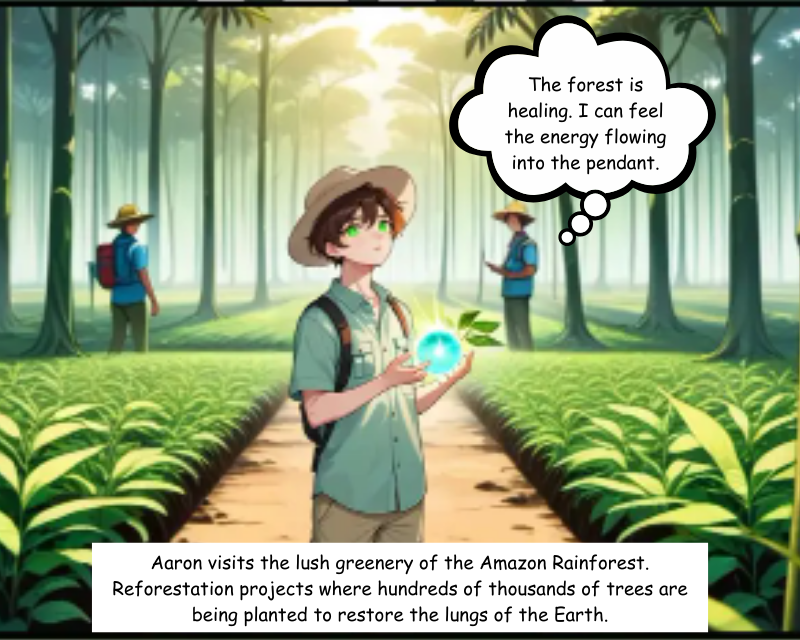 The forest is
healing. I can feel
the energy flowing
into the pendant.
Aaron visits the lush greenery of the Amazon Rainforest.
Reforestation projects where hundreds of thousands of trees are
being planted to restore the lungs of the Earth.